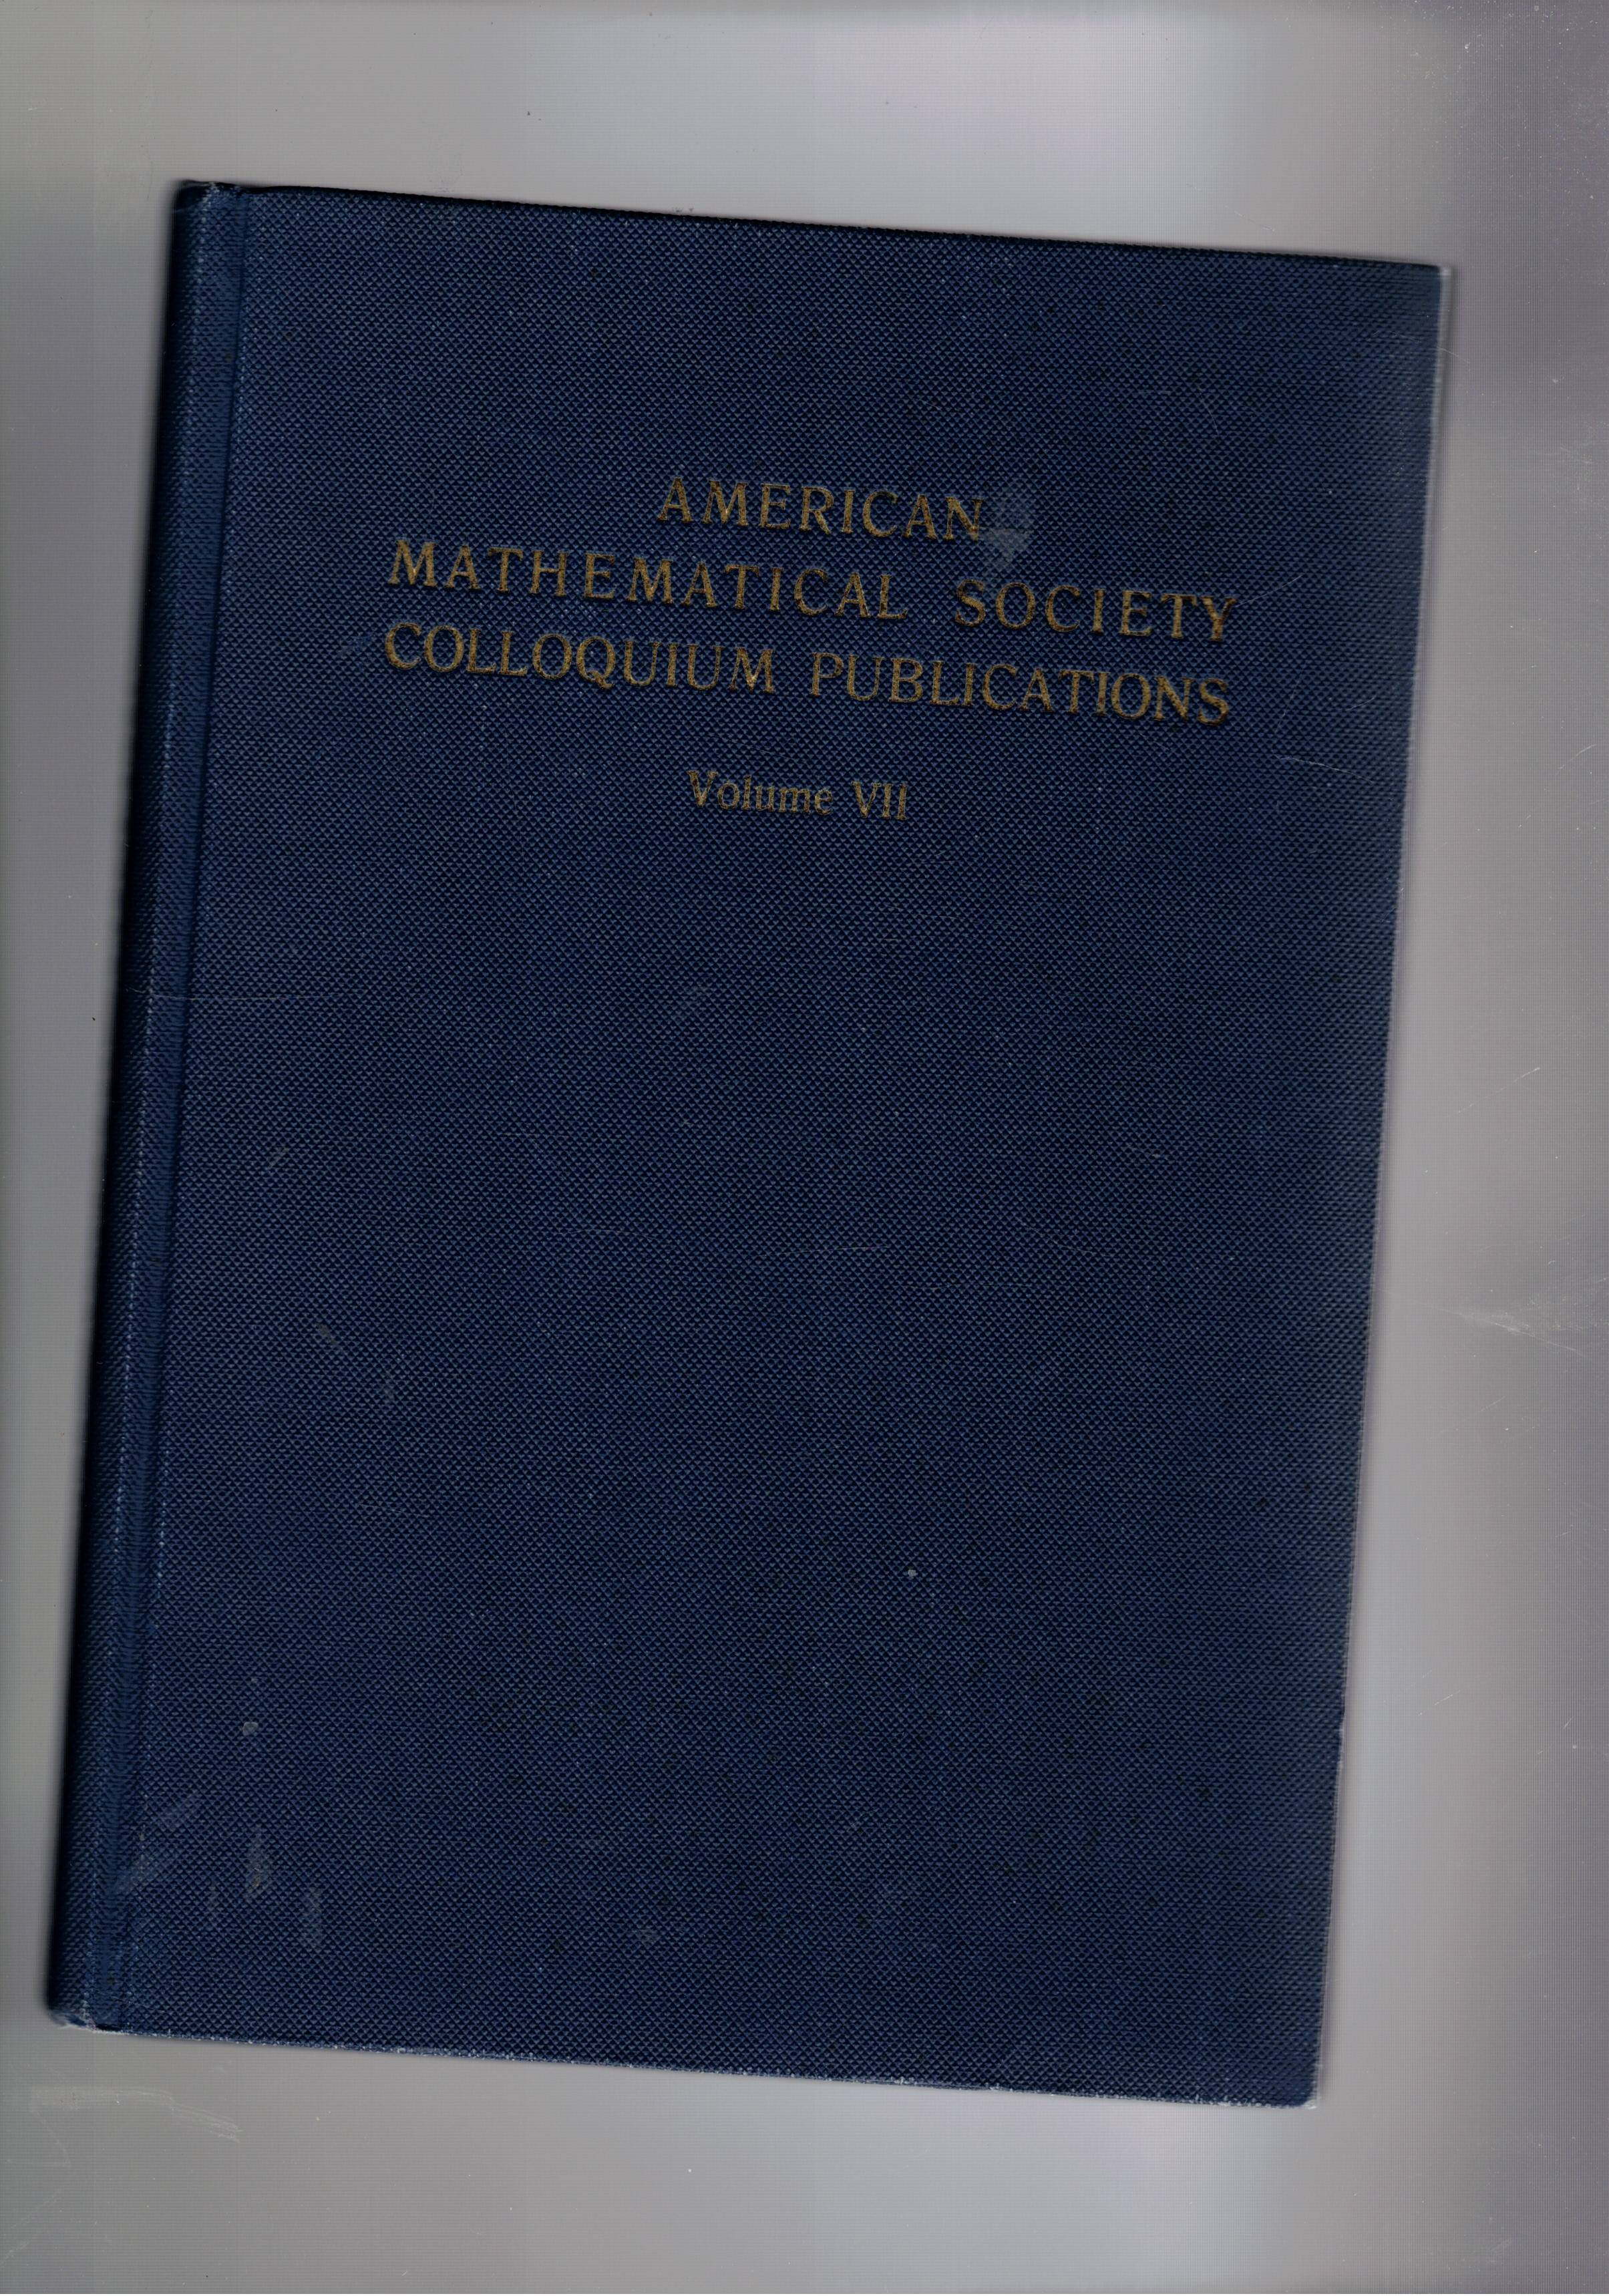 AMERICAN
MATHEMATICAL SOCIETY
COLLOQUIUM PUBLICATIONS
Volume VII